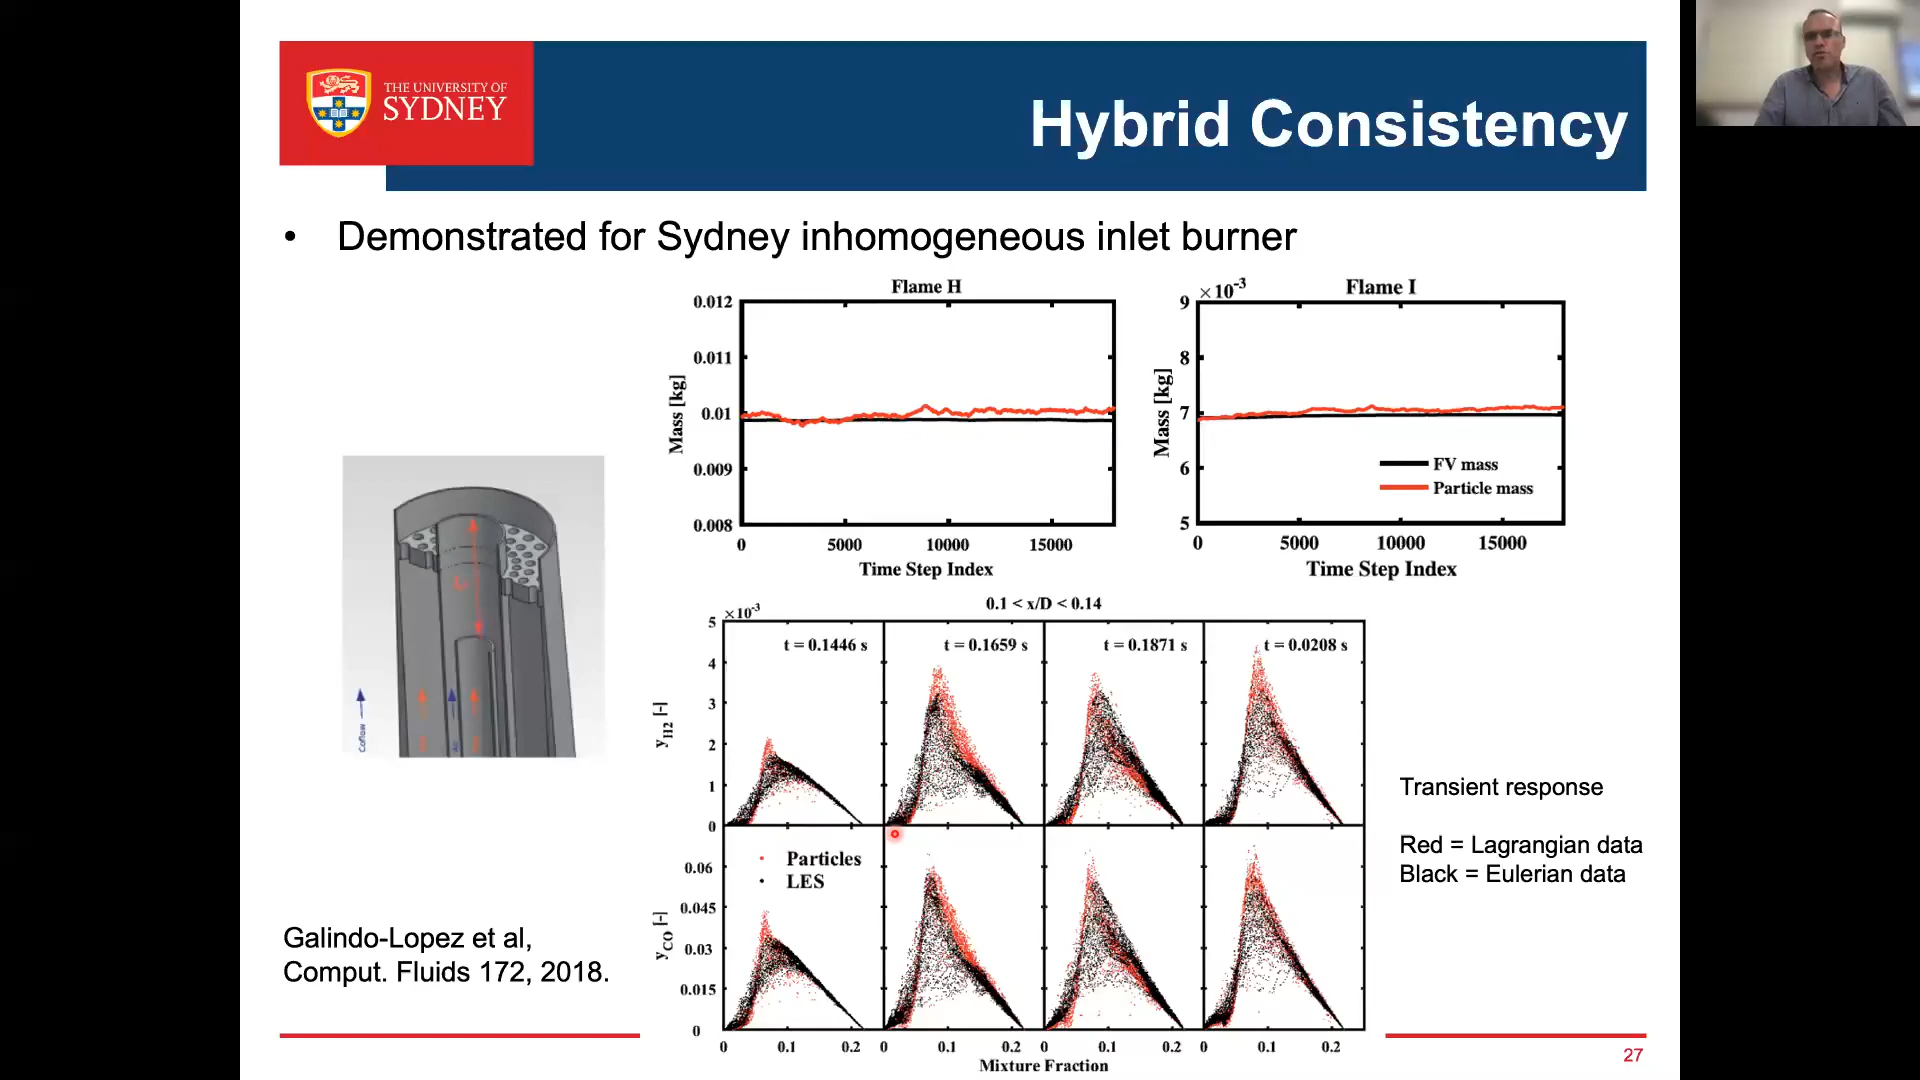 THE UNIVERSITY OF
SYDNEY
Hybrid Consistency
• Demonstrated for Sydney inhomogeneous inlet burner
Flame H
0.012
0.011
0.01
0.009
0.008
Mass [kg]
0 5000 10000 15000
Time Step Index
×10-3
Flame I
9
8
7
6
5
Mass [kg]
FV mass
Particle mass
0 5000 10000 15000
Time Step Index
Coflow
0.1 < x/D < 0.14
×10-3
5
4
3
2
1
0
yH2 [-]
t = 0.1446 s t = 0.1659 s t = 0.1871 s t = 0.0208 s
Particles
LES
0.06
0.045
0.03
0.015
0
yCO [-]
0 0.1 0.2 0 0.1 0.2 0 0.1 0.2 0 0.1 0.2
Mixture Fraction
Transient response
Red = Lagrangian data
Black = Eulerian data
Galindo-Lopez et al,
Comput. Fluids 172, 2018.
27